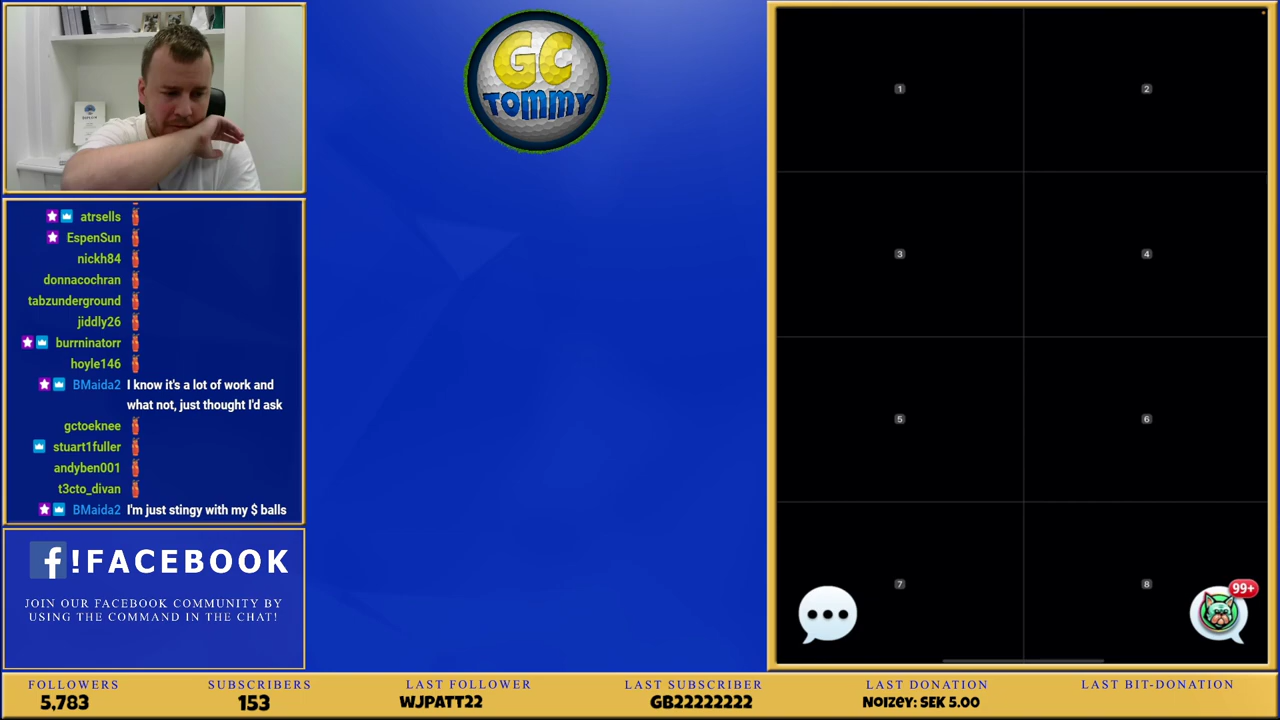 GC
TOMMY
atrsells
EspenSun
nickh84
donnacochran
tabzunderground
jiddly26
burrninatorr
hoyle146
BMaida2 I know it's a lot of work and
what not, just thought I'd ask
gctoeknee
stuart1fuller
andyben001
t3cto_divan
BMaida2 I'm just stingy with my $ balls
f !FACEBOOK
JOIN OUR FACEBOOK COMMUNITY BY
USING THE COMMAND IN THE CHAT!
1 2
3 4
5 6
7 8
99+
FOLLOWERS SUBSCRIBERS LAST FOLLOWER LAST SUBSCRIBER LAST DONATION LAST BIT-DONATION
5,783 153 WJPATT22 GB22222222 Noizey: SEK 5.00